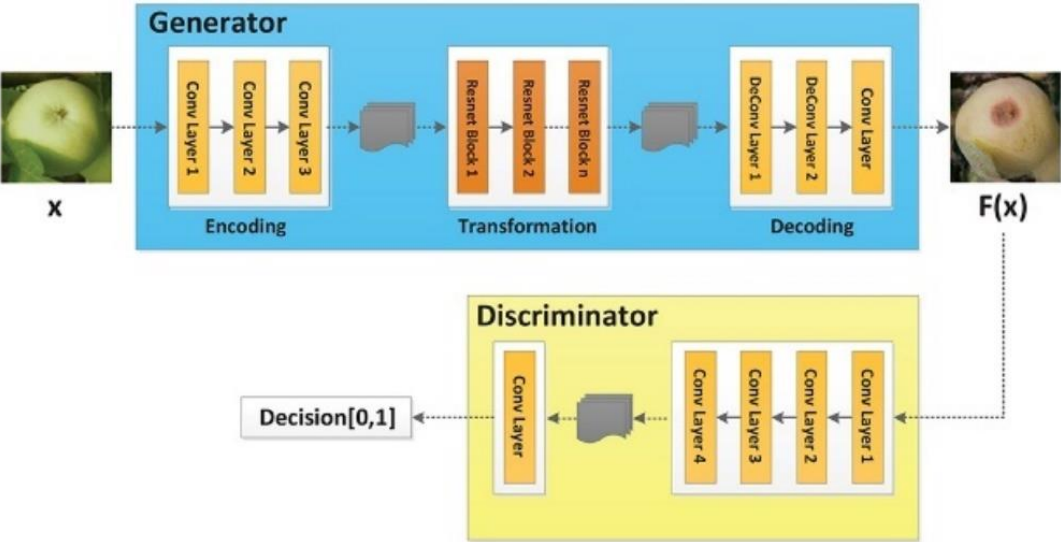 Generator
Conv Layer 1
Conv Layer 2
Conv Layer 3
Resnet Block 1
Resnet Block 2
Resnet Block n
DeConv Layer 1
DeConv Layer 2
Conv Layer
x
Encoding
Transformation
Decoding
F(x)
Discriminator
Decision[0,1]
Conv Layer
Conv Layer 4
Conv Layer 3
Conv Layer 2
Conv Layer 1